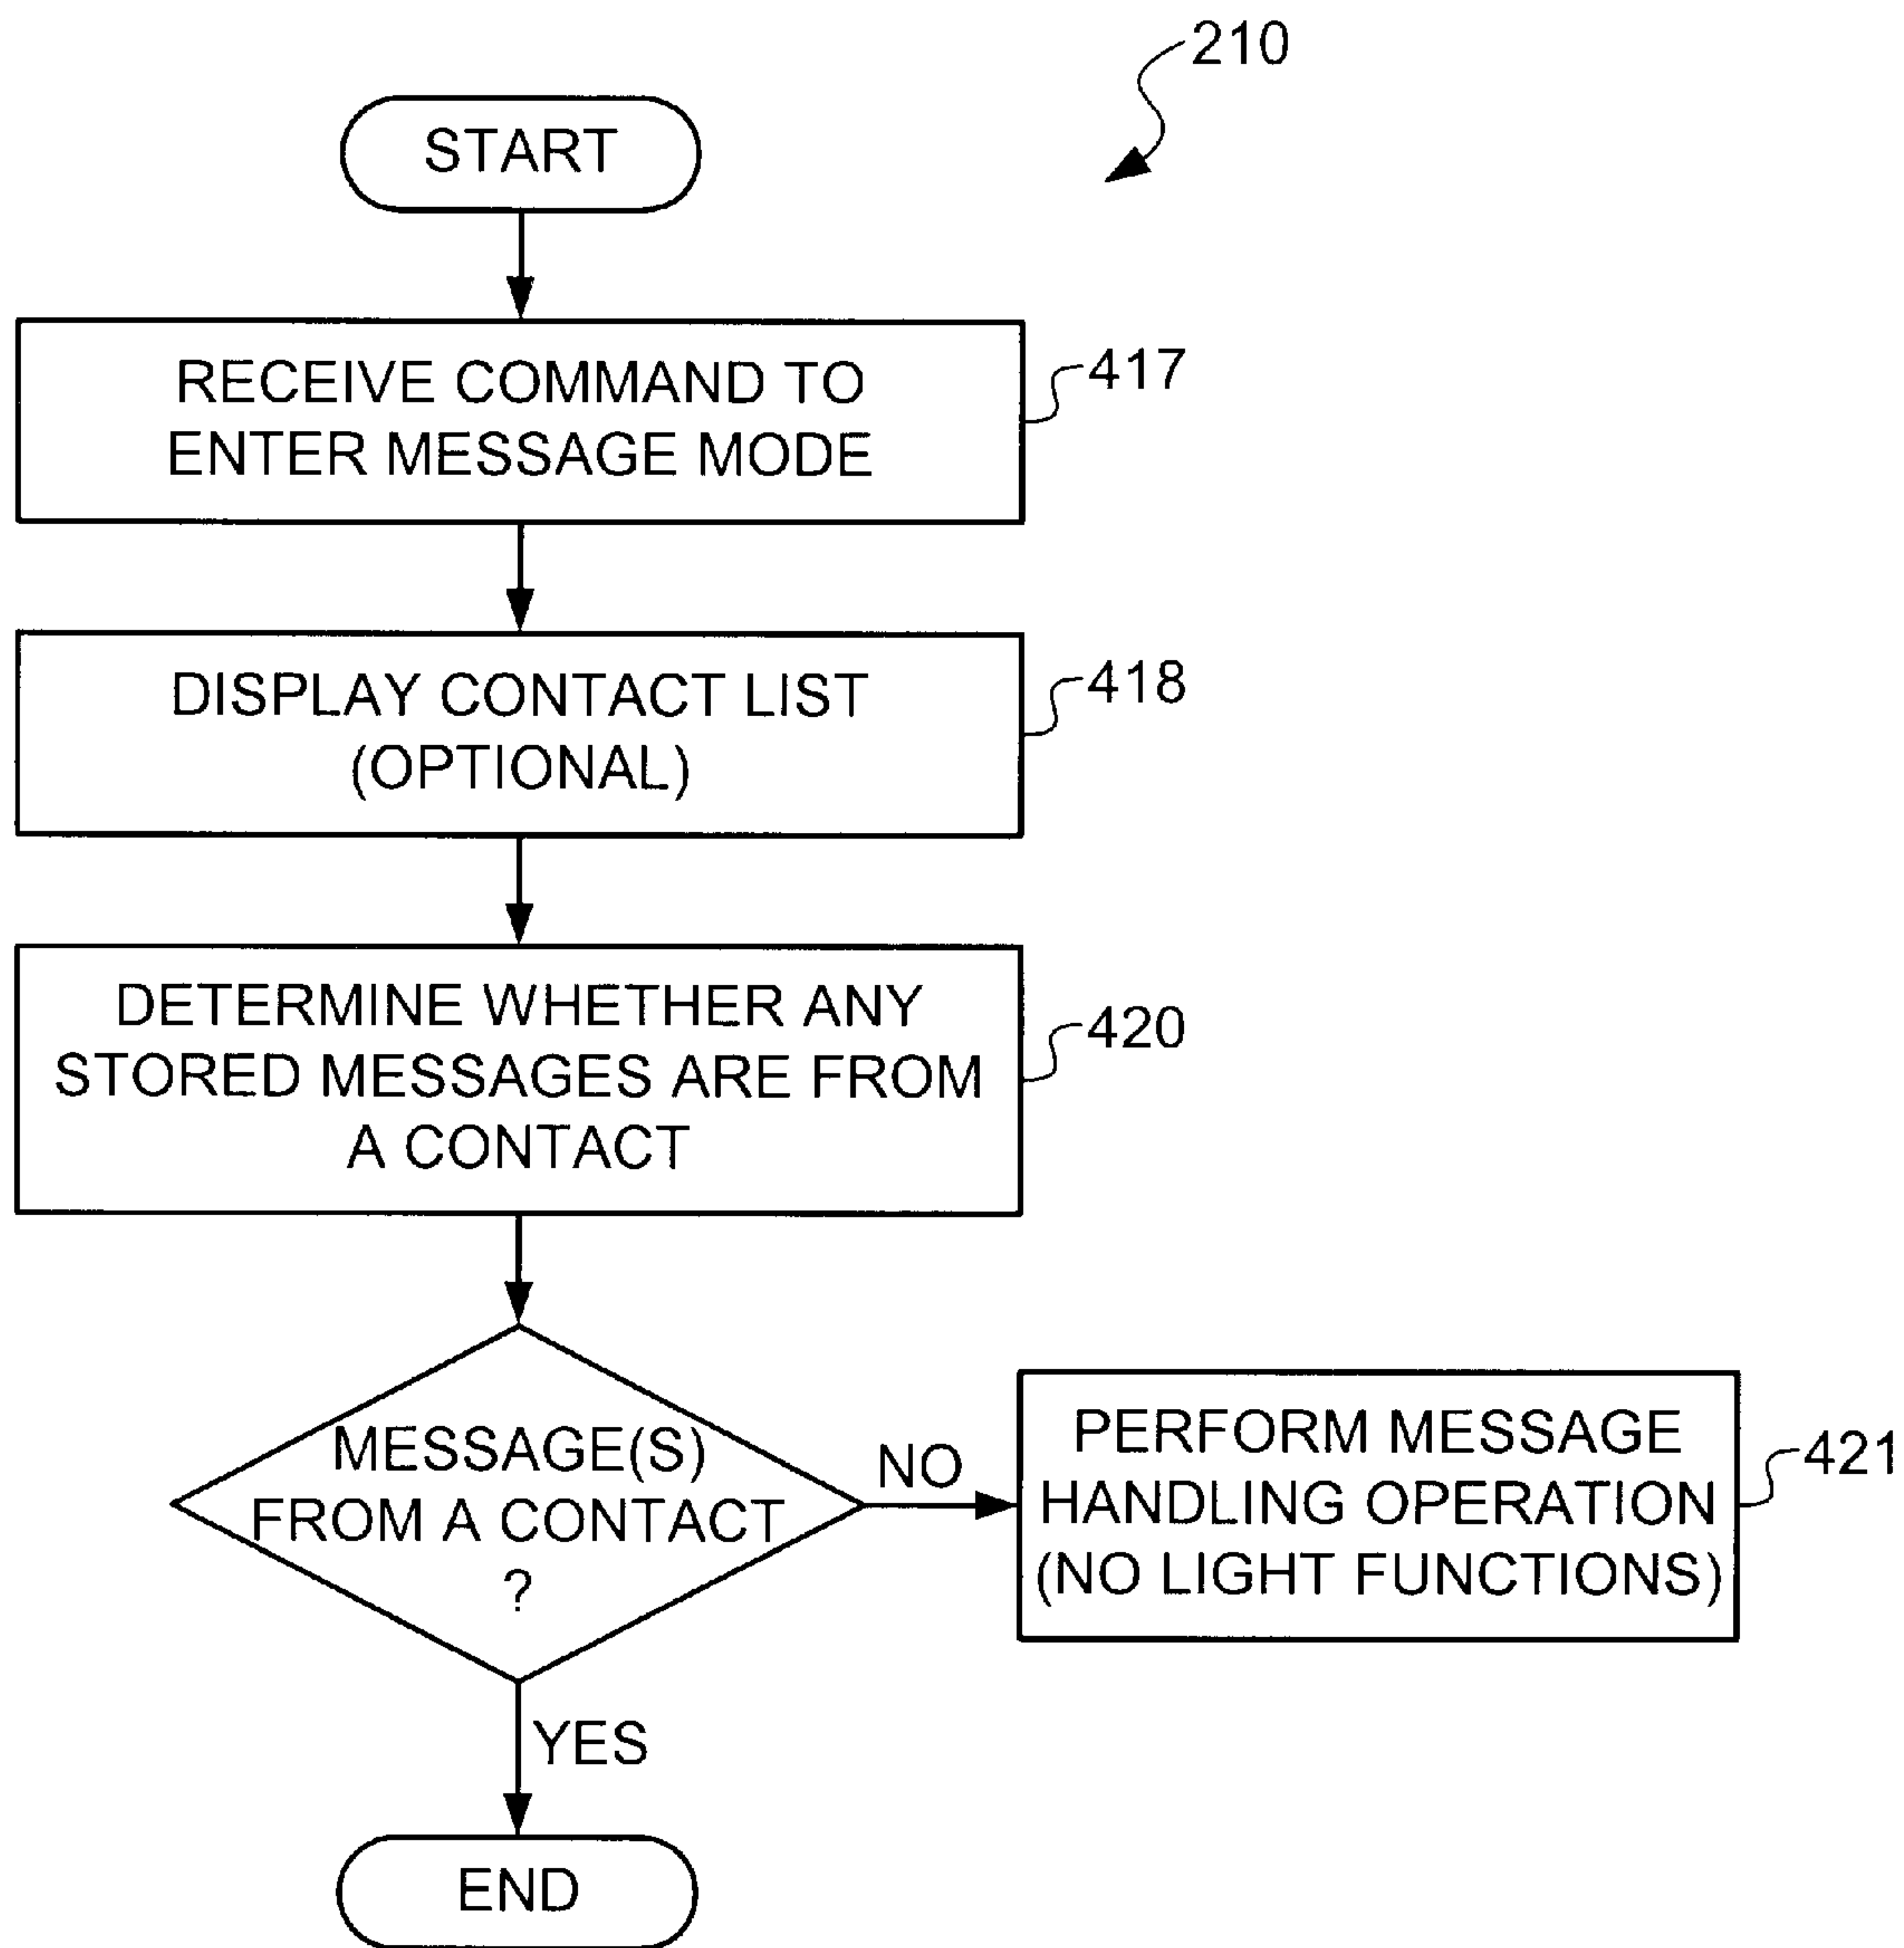 210
START
RECEIVE COMMAND TO
ENTER MESSAGE MODE
417
DISPLAY CONTACT LIST
(OPTIONAL)
418
DETERMINE WHETHER ANY
STORED MESSAGES ARE FROM
A CONTACT
420
MESSAGE(S)
FROM A CONTACT
?
NO
PERFORM MESSAGE
HANDLING OPERATION
(NO LIGHT FUNCTIONS)
421
YES
END